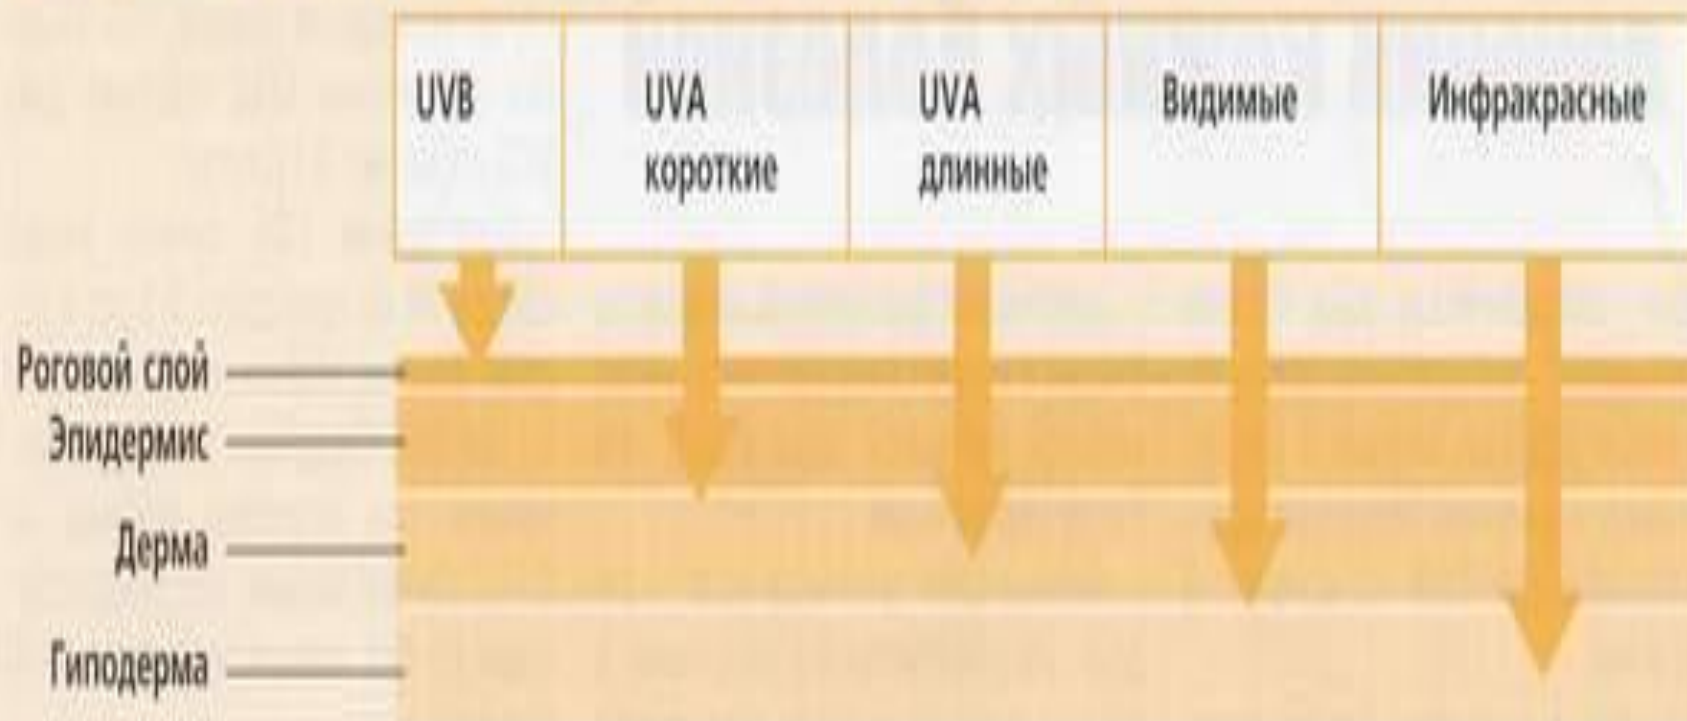 UVB
UVA
короткие
UVA
длинные
Видимые
Инфракрасные
Роговой слой
Эпидермис
Дерма
Гиподерма